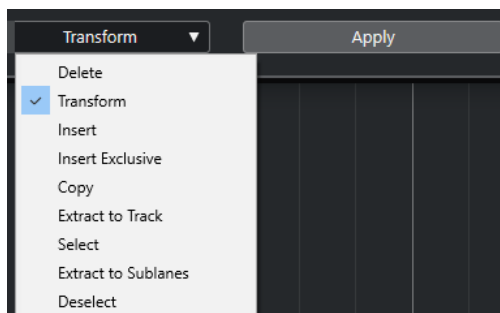 Transform
Apply
Delete
Transform
Insert
Insert Exclusive
Copy
Extract to Track
Select
Extract to Sublanes
Deselect